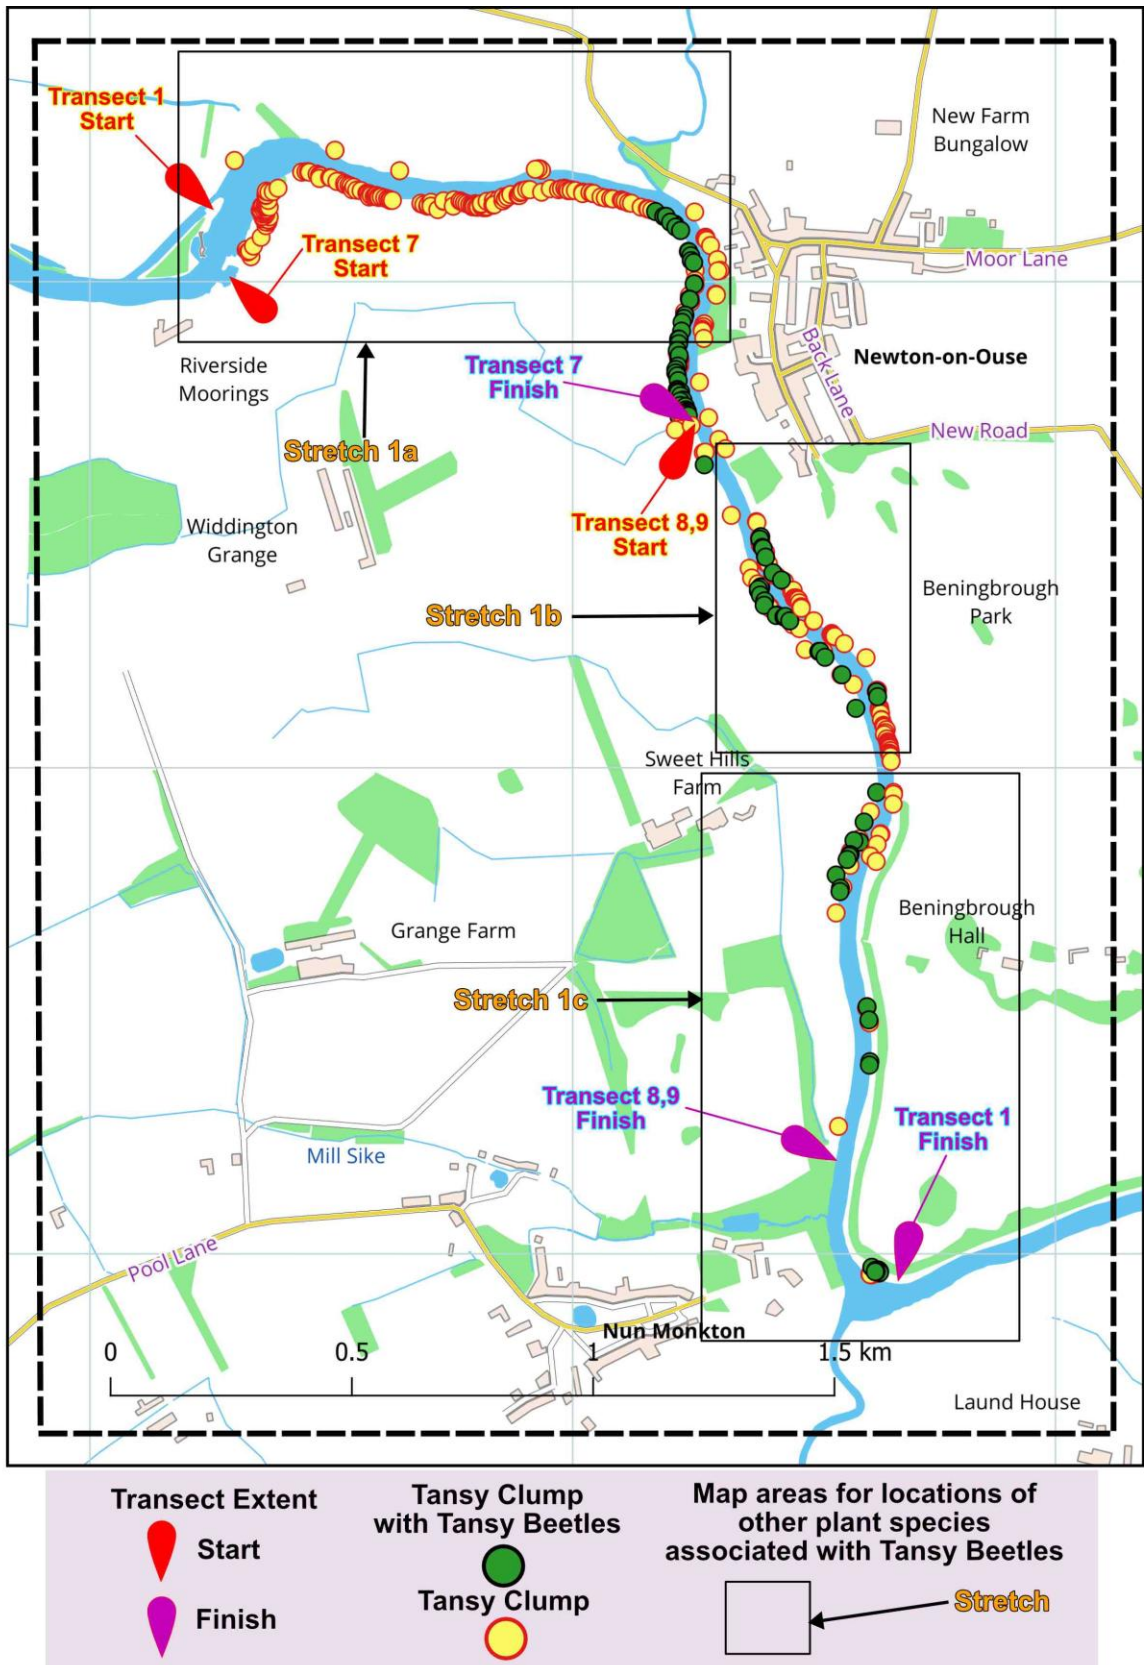 Transect 1
Start
New Farm
Bungalow
Transect 7
Start
Moor Lane
Riverside
Moorings
Transect 7
Finish
Back Lane
Newton-on-Ouse
Stretch 1a
New Road
Widdington
Grange
Transect 8,9
Start
Stretch 1b
Beningbrough
Park
Sweet Hills
Farm
Grange Farm
Beningbrough
Hall
Stretch 1c
Transect 8,9
Finish
Transect 1
Finish
Mill Sike
Pool Lane
Nun Monkton
0 0.5 1 1.5 km
Laund House
Transect Extent
Start
Finish
Tansy Clump
with Tansy Beetles
Tansy Clump
Map areas for locations of
other plant species
associated with Tansy Beetles
Stretch